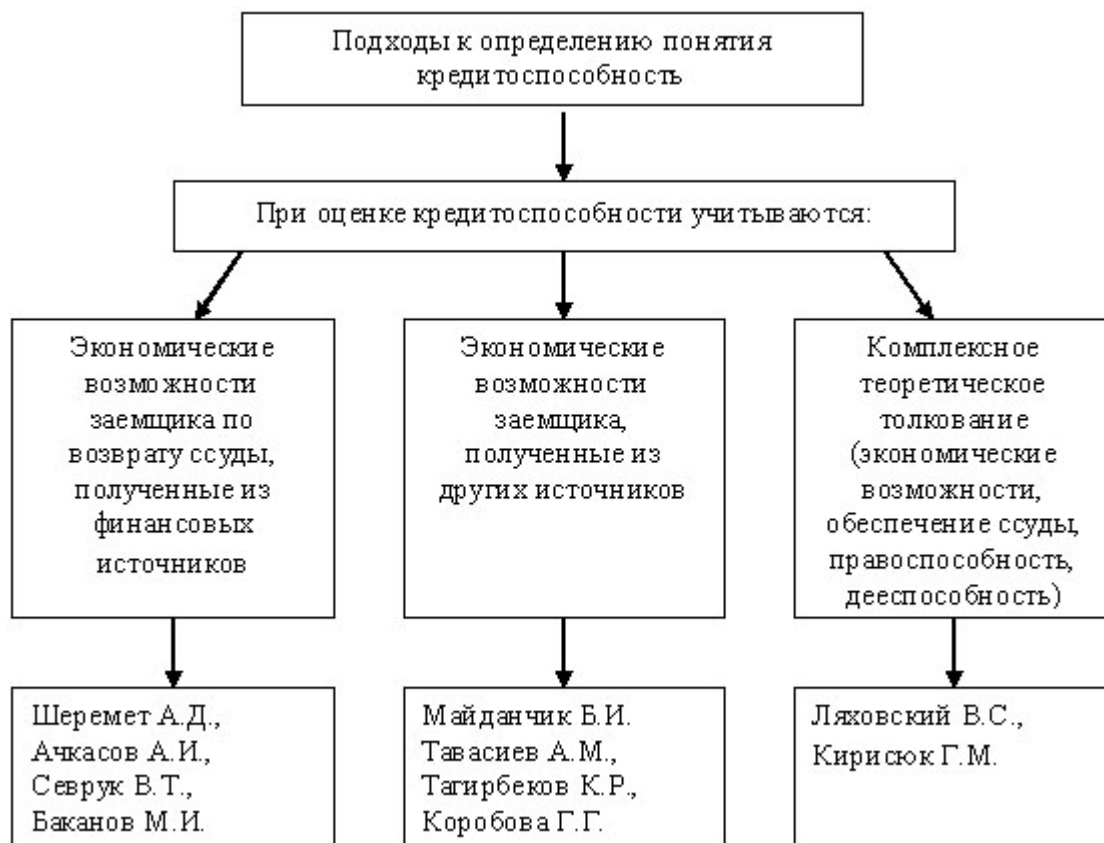 Подходы к определению понятия
кредитоспособность
При оценке кредитоспособности учитываются:
Экономические
возможности
заемщика по
возврату ссуды,
полученные из
финансовых
источников
Экономические
возможности
заемщика,
полученные из
других источников
Комплексное
теоретическое
толкование
(экономические
возможности,
обеспечение ссуды,
правоспособность,
дееспособность)
Шеремет А.Д.,
Ачкасов А.И.,
Севрук В.Т.,
Баканов М.И.
Майданчик Б.И.
Тавасиев А.М.,
Тагирбеков К.Р.,
Коробова Г.Г.
Ляховский В.С.,
Кирисюк Г.М.